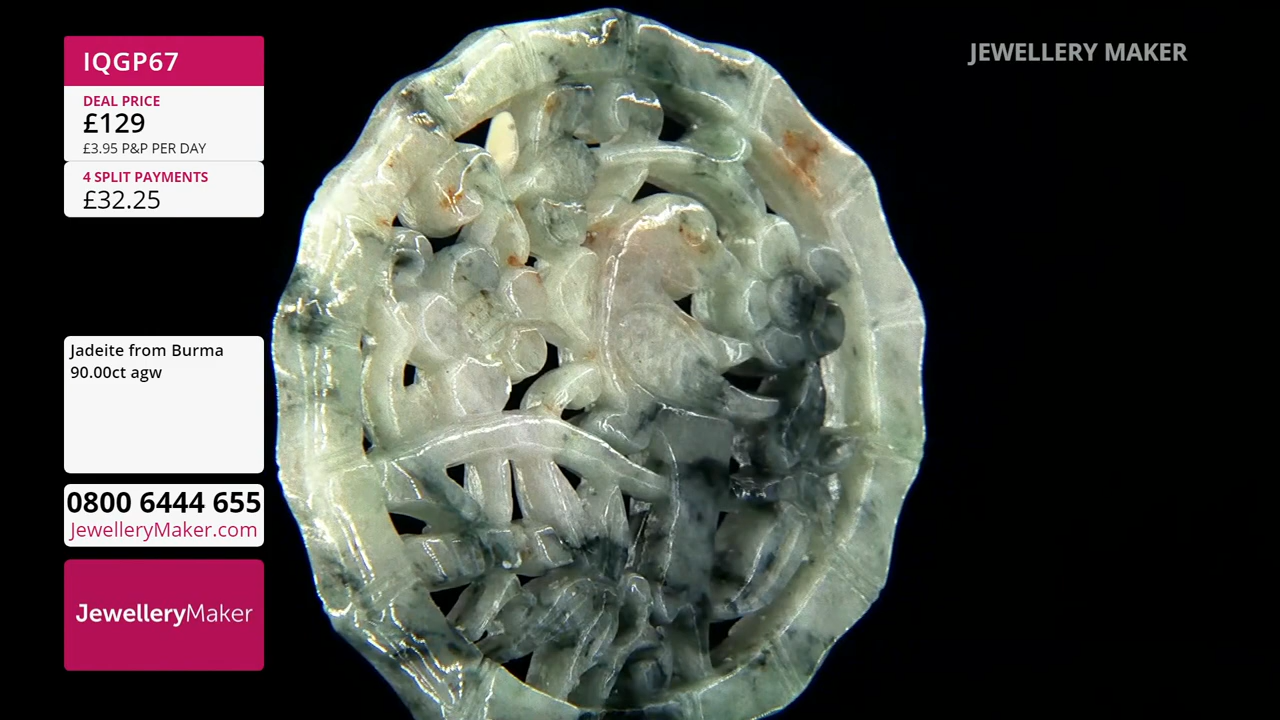 IQGP67
DEAL PRICE
£129
£3.95 P&P PER DAY
4 SPLIT PAYMENTS
£32.25
Jadeite from Burma
90.00ct agw
0800 6444 655
JewelleryMaker.com
JewelleryMaker
JEWELLERY MAKER